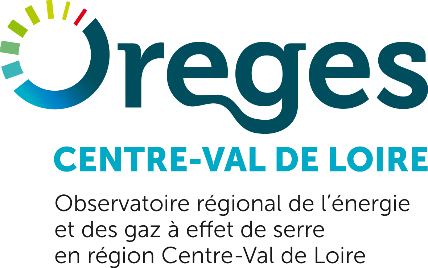 Oreges
CENTRE-VAL DE LOIRE
Observatoire régional de l'énergie
et des gaz à effet de serre
en région Centre-Val de Loire